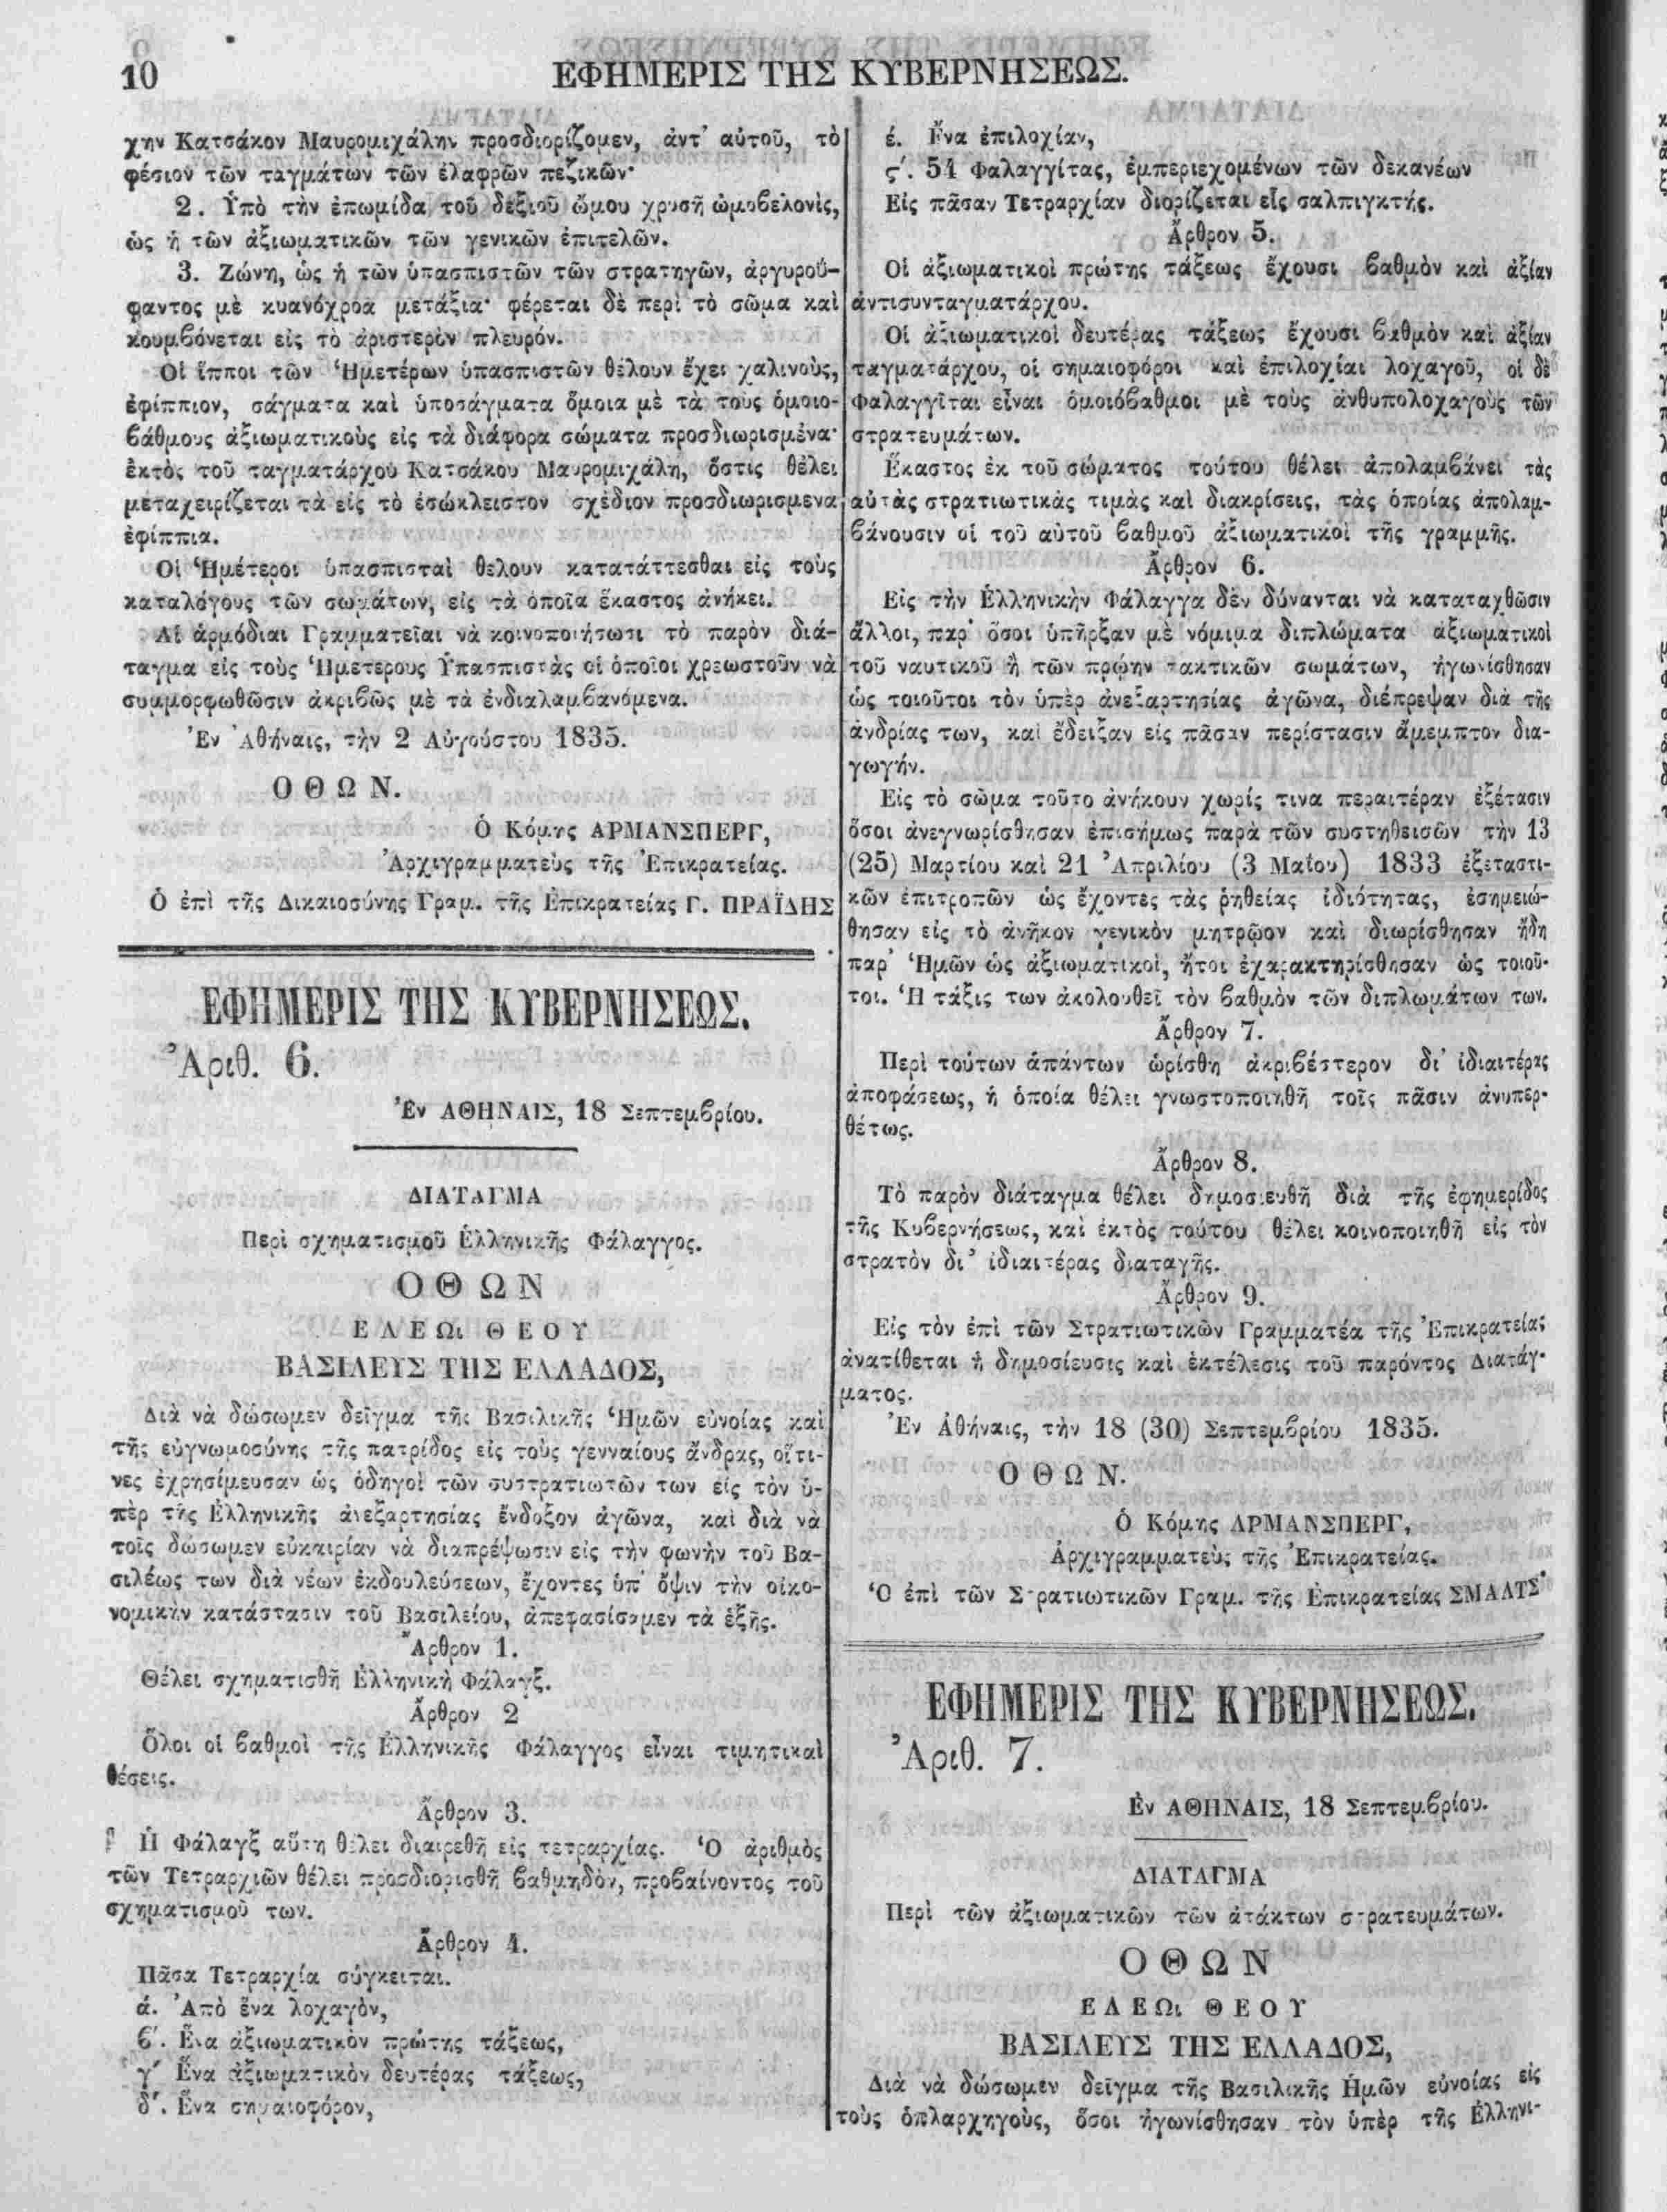 10
ΕΦΗΜΕΡΙΣ ΤΗΣ ΚΥΒΕΡΝΗΣΕΩΣ.
χην Κατσάκον Μαυρομιχάλην προσδιορίζομεν, ἀντ' αὐτοῦ, τὸ
φέσιον τῶν ταγμάτων τῶν ἐλαφρῶν πεζικῶν·
2. Ὑπὸ τὴν ἐπωμίδα τοῦ δεξιοῦ ὤμου χρυσῆ ὠμοβελονὶς,
ὡς ἡ τῶν ἀξιωματικῶν τῶν γενικῶν ἐπιτελῶν.
3. Ζώνη, ὡς ἡ τῶν ὑπασπιστῶν τῶν στρατηγῶν, ἀργυροΰ-
φαντος μὲ κυανόχροα μετάξια· φέρεται δὲ περὶ τὸ σῶμα καὶ
κουμβόνεται εἰς τὸ ἀριστερὸν πλευρόν.
Οἱ ἵπποι τῶν Ἡμετέρων ὑπασπιστῶν θέλουν ἔχει χαλινοὺς,
ἐφίππιον, σάγματα καὶ ὑποσάγματα ὅμοια μὲ τὰ τοὺς ὁμοιο-
βάθμους ἀξιωματικοὺς εἰς τὰ διάφορα σώματα προσδιωρισμένα·
ἐκτὸς τοῦ ταγματάρχου Κατσάκου Μαυρομιχάλη, ὅστις θέλει
μεταχειρίζεται τὰ εἰς τὸ ἐσώκλειστον σχέδιον προσδιωρισμενα
ἐφίππια.
Οἱ Ἡμέτεροι ὑπασπισταὶ θελουν κατατάττεσθαι εἰς τοὺς
καταλόγους τῶν σωμάτων, εἰς τὰ ὁποῖα ἕκαστος ἀνήκει.
Αἱ ἁρμόδιαι Γραμματεῖαι νὰ κοινοποιήσωσι τὸ παρὸν διά-
ταγμα εἰς τοὺς Ἡμετερους Ὑπασπιστὰς οἱ ὁποῖοι χρεωστοῦν νὰ
συμμορφωθῶσιν ἀκριβῶς μὲ τὰ ἐνδιαλαμβανόμενα.
Ἐν Ἀθήναις, τὴν 2 Αὐγούστου 1835.
ΟΘΩΝ.
Ὁ Κόμης ΑΡΜΑΝΣΠΕΡΓ,
Ἀρχιγραμματεὺς τῆς Ἐπικρατείας.
Ὁ ἐπὶ τῆς Δικαιοσύνης Γραμ. τῆς Ἐπικρατείας Γ. ΠΡΑΪΔΗΣ
ΕΦΗΜΕΡΙΣ ΤΗΣ ΚΥΒΕΡΝΗΣΕΩΣ.
Ἀριθ. 6.
Ἐν ΑΘΗΝΑΙΣ, 18 Σεπτεμβρίου.
ΔΙΑΤΑΓΜΑ
Περὶ σχηματισμοῦ Ἑλληνικῆς Φάλαγγος.
ΟΘΩΝ
ΕΛΕΩι ΘΕΟΥ
ΒΑΣΙΛΕΥΣ ΤΗΣ ΕΛΛΑΔΟΣ,
Διὰ νὰ δώσωμεν δεῖγμα τῆς Βασιλικῆς Ἡμῶν εὐνοίας καὶ
τῆς εὐγνωμοσύνης τῆς πατρίδος εἰς τοὺς γενναίους ἄνδρας, οἵτι-
νες ἐχρησίμευσαν ὡς ὁδηγοὶ τῶν συστρατιωτῶν των εἰς τὸν ὑ-
πὲρ τῆς Ἑλληνικῆς ἀνεξαρτησίας ἔνδοξον ἀγῶνα, καὶ διὰ νὰ
τοῖς δώσωμεν εὐκαιρίαν νὰ διαπρέψωσιν εἰς τὴν φωνὴν τοῦ Βα-
σιλέως των διὰ νέων ἐκδουλεύσεων, ἔχοντες ὑπ' ὄψιν τὴν οἰκο-
νομικὴν κατάστασιν τοῦ Βασιλείου, ἀπεφασίσαμεν τὰ ἑξῆς.
Ἄρθρον 1.
Θέλει σχηματισθῆ Ἑλληνικὴ Φάλαγξ.
Ἄρθρον 2
Ὅλοι οἱ βαθμοὶ τῆς Ἑλληνικῆς Φάλαγγος εἶναι τιμητικαὶ
θέσεις.
Ἄρθρον 3.
Ἡ Φάλαγξ αὕτη θέλει διαιρεθῆ εἰς τετραρχίας. Ὁ ἀριθμὸς
τῶν Τετραρχιῶν θέλει προσδιορισθῆ βαθμηδὸν, προβαίνοντος τοῦ
σχηματισμοῦ των.
Ἄρθρον 4.
Πᾶσα Τετραρχία σύγκειται.
ά. Ἀπὸ ἕνα λοχαγὸν,
β'. Ἕνα ἀξιωματικὸν πρώτης τάξεως,
γ' Ἕνα ἀξιωματικὸν δευτέρας τάξεως,
δ'. Ἕνα σημαιοφόρον,
έ. Ἕνα ἐπιλοχίαν,
ς'. 54 Φαλαγγίτας, ἐμπεριεχομένων τῶν δεκανέων
Εἰς πᾶσαν Τετραρχίαν διορίζεται εἷς σαλπιγκτής.
Ἄρθρον 5.
Οἱ ἀξιωματικοὶ πρώτης τάξεως ἔχουσι βαθμὸν καὶ ἀξίαν
ἀντισυνταγματάρχου.
Οἱ ἀξιωματικοὶ δευτέρας τάξεως ἔχουσι βαθμὸν καὶ ἀξίαν
ταγματάρχου, οἱ σημαιοφόροι καὶ ἐπιλοχίαι λοχαγοῦ, οἱ δὲ
Φαλαγγῖται εἶναι ὁμοιόβαθμοι μὲ τοὺς ἀνθυπολοχαγοὺς τῶν
στρατευμάτων.
Ἕκαστος ἐκ τοῦ σώματος τούτου θέλει ἀπολαμβάνει τὰς
αὐτὰς στρατιωτικὰς τιμὰς καὶ διακρίσεις, τὰς ὁποίας ἀπολαμ-
βάνουσιν οἱ τοῦ αὐτοῦ βαθμοῦ ἀξιωματικοὶ τῆς γραμμῆς.
Ἄρθρον 6.
Εἰς τὴν Ἑλληνικὴν Φάλαγγα δὲν δύνανται νὰ καταταχθῶσιν
ἄλλοι, παρ' ὅσοι ὑπῆρξαν μὲ νόμιμα διπλώματα ἀξιωματικοὶ
τοῦ ναυτικοῦ ἢ τῶν πρώην τακτικῶν σωμάτων, ἠγωνίσθησαν
ὡς τοιοῦτοι τὸν ὑπὲρ ἀνεξαρτησίας ἀγῶνα, διέπρεψαν διὰ τῆς
ἀνδρίας των, καὶ ἔδειξαν εἰς πᾶσαν περίστασιν ἄμεμπτον δια-
γωγήν.
Εἰς τὸ σῶμα τοῦτο ἀνήκουν χωρίς τινα περαιτέραν ἐξέτασιν
ὅσοι ἀνεγνωρίσθησαν ἐπισήμως παρὰ τῶν συστηθεισῶν τὴν 13
(25) Μαρτίου καὶ 21 Ἀπριλίου (3 Μαΐου) 1833 ἐξεταστι-
κῶν ἐπιτροπῶν ὡς ἔχοντες τὰς ῥηθείας ἰδιότητας, ἐσημειώ-
θησαν εἰς τὸ ἀνῆκον γενικὸν μητρῷον καὶ διωρίσθησαν ἤδη
παρ' Ἡμῶν ὡς ἀξιωματικοὶ, ἤτοι ἐχαρακτηρίσθησαν ὡς τοιοῦ-
τοι. Ἡ τάξις των ἀκολουθεῖ τὸν βαθμὸν τῶν διπλωμάτων των.
Ἄρθρον 7.
Περὶ τούτων ἁπάντων ὡρίσθη ἀκριβέστερον δι' ἰδιαιτέρας
ἀποφάσεως, ἡ ὁποία θέλει γνωστοποιηθῆ τοῖς πᾶσιν ἀνυπερ-
θέτως.
Ἄρθρον 8.
Τὸ παρὸν διάταγμα θέλει δημοσιευθῆ διὰ τῆς ἐφημερίδος
τῆς Κυβερνήσεως, καὶ ἐκτὸς τούτου θέλει κοινοποιηθῆ εἰς τὸν
στρατὸν δι' ἰδιαιτέρας διαταγῆς.
Ἄρθρον 9.
Εἰς τὸν ἐπὶ τῶν Στρατιωτικῶν Γραμματέα τῆς Ἐπικρατείας
ἀνατίθεται ἡ δημοσίευσις καὶ ἐκτέλεσις τοῦ παρόντος Διατάγ-
ματος.
Ἐν Ἀθήναις, τὴν 18 (30) Σεπτεμβρίου 1835.
ΟΘΩΝ.
Ὁ Κόμης ΑΡΜΑΝΣΠΕΡΓ,
Ἀρχιγραμματεὺς τῆς Ἐπικρατείας.
Ὁ ἐπὶ τῶν Στρατιωτικῶν Γραμ. τῆς Ἐπικρατείας ΣΜΑΛΤΣ
ΕΦΗΜΕΡΙΣ ΤΗΣ ΚΥΒΕΡΝΗΣΕΩΣ.
Ἀριθ. 7.
Ἐν ΑΘΗΝΑΙΣ, 18 Σεπτεμβρίου.
ΔΙΑΤΑΓΜΑ
Περὶ τῶν ἀξιωματικῶν τῶν ἀτάκτων στρατευμάτων.
ΟΘΩΝ
ΕΛΕΩι ΘΕΟΥ
ΒΑΣΙΛΕΥΣ ΤΗΣ ΕΛΛΑΔΟΣ,
Διὰ νὰ δώσωμεν δεῖγμα τῆς Βασιλικῆς Ἡμῶν εὐνοίας εἰς
τοὺς ὁπλαρχηγοὺς, ὅσοι ἠγωνίσθησαν τὸν ὑπὲρ τῆς Ἑλληνι-